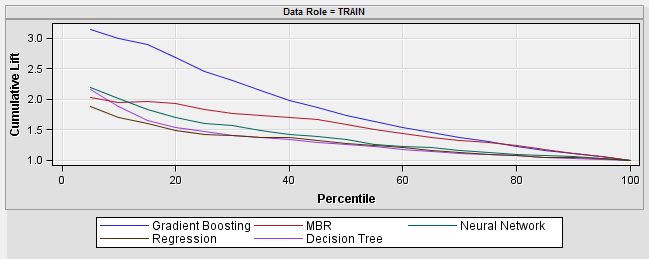 Data Role = TRAIN
Cumulative Lift
3.0
2.5
2.0
1.5
1.0
0 20 40 60 80 100
Percentile
Gradient Boosting MBR Neural Network
Regression Decision Tree